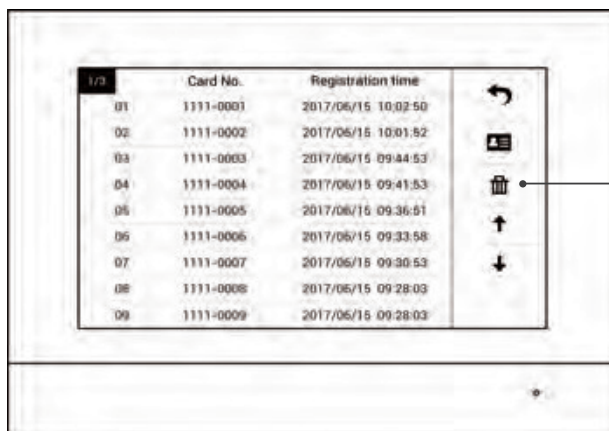 1/3 Card No. Registration time
01 1111-0001 2017/06/15 10:02:50
02 1111-0002 2017/06/15 10:01:52
03 1111-0003 2017/06/15 09:44:53
04 1111-0004 2017/06/15 09:41:53
05 1111-0005 2017/06/15 09:36:51
06 1111-0006 2017/06/15 09:33:58
07 1111-0007 2017/06/15 09:30:53
08 1111-0008 2017/06/15 09:28:03
09 1111-0009 2017/06/15 09:28:03